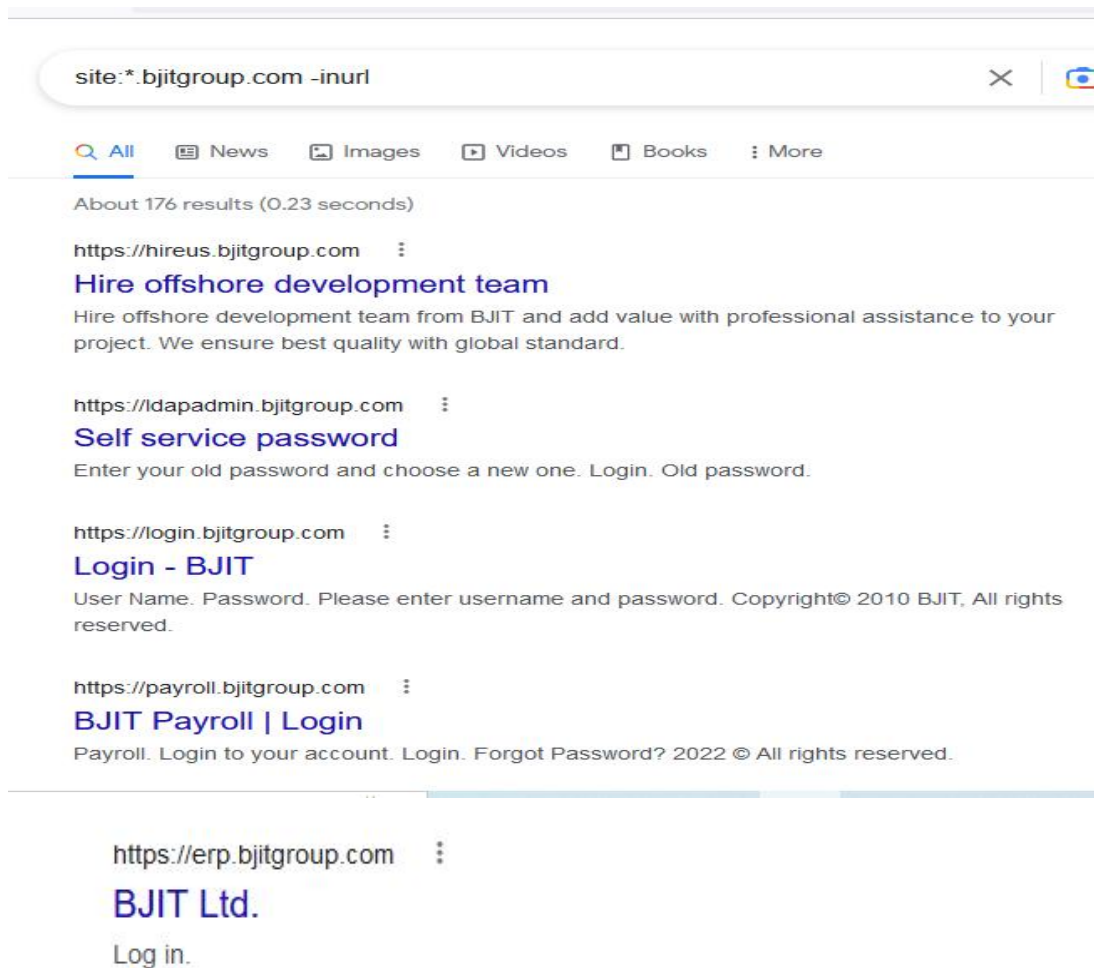 site:*.bjitgroup.com -inurl
All News Images Videos Books More
About 176 results (0.23 seconds)
https://hireus.bjitgroup.com
Hire offshore development team
Hire offshore development team from BJIT and add value with professional assistance to your
project. We ensure best quality with global standard.
https://ldapadmin.bjitgroup.com
Self service password
Enter your old password and choose a new one. Login. Old password.
https://login.bjitgroup.com
Login - BJIT
User Name. Password. Please enter username and password. Copyright© 2010 BJIT, All rights
reserved.
https://payroll.bjitgroup.com
BJIT Payroll | Login
Payroll. Login to your account. Login. Forgot Password? 2022 © All rights reserved.
https://erp.bjitgroup.com
BJIT Ltd.
Log in.